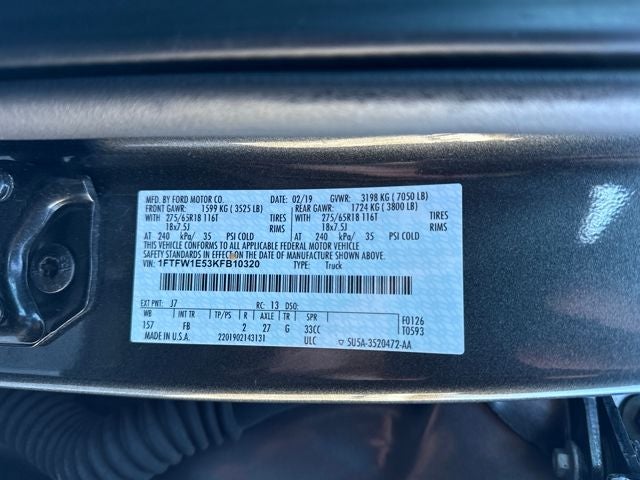 MFD. BY FORD MOTOR CO. DATE: 02/19 GVWR: 3198 KG ( 7050 LB)
FRONT GAWR: 1599 KG ( 3525 LB) REAR GAWR: 1724 KG ( 3800 LB)
WITH 275/65R18 116T TIRES WITH 275/65R18 116T TIRES
18x7.5J RIMS 18x7.5J RIMS
AT 240 kPa/ 35 PSI COLD AT 240 kPa/ 35 PSI COLD
THIS VEHICLE CONFORMS TO ALL APPLICABLE FEDERAL MOTOR VEHICLE
SAFETY STANDARDS IN EFFECT ON THE DATE OF MANUFACTURE SHOWN ABOVE.
VIN: 1FTFW1E53KFB10320 TYPE: Truck
EXT PNT: J7 RC: 13 DSO:
WB INT TR TP/PS R AXLE TR SPR F0126
157 FB 2 27 G 33CC T0593
ULC
MADE IN U.S.A. 2201902143131 ▽ 5U5A-3520472-AA